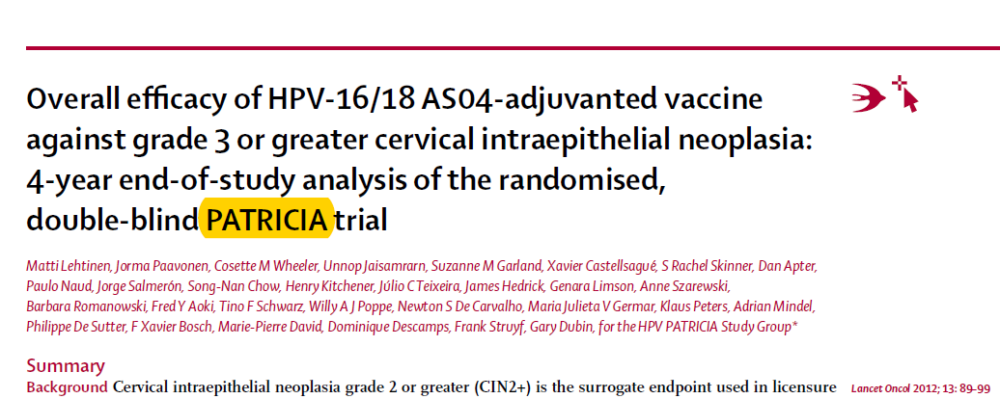 Overall efficacy of HPV-16/18 AS04-adjuvanted vaccine
against grade 3 or greater cervical intraepithelial neoplasia:
4-year end-of-study analysis of the randomised,
double-blind PATRICIA trial
Matti Lehtinen, Jorma Paavonen, Cosette M Wheeler, Unnop Jaisamrarn, Suzanne M Garland, Xavier Castellsagué, S Rachel Skinner, Dan Apter,
Paulo Naud, Jorge Salmerón, Song-Nan Chow, Henry Kitchener, Júlio C Teixeira, James Hedrick, Genara Limson, Anne Szarewski,
Barbara Romanowski, Fred Y Aoki, Tino F Schwarz, Willy A J Poppe, Newton S De Carvalho, Maria Julieta V Germar, Klaus Peters, Adrian Mindel,
Philippe De Sutter, F Xavier Bosch, Marie-Pierre David, Dominique Descamps, Frank Struyf, Gary Dubin, for the HPV PATRICIA Study Group*
Summary
Background Cervical intraepithelial neoplasia grade 2 or greater (CIN2+) is the surrogate endpoint used in licensure
Lancet Oncol 2012; 13: 89–99